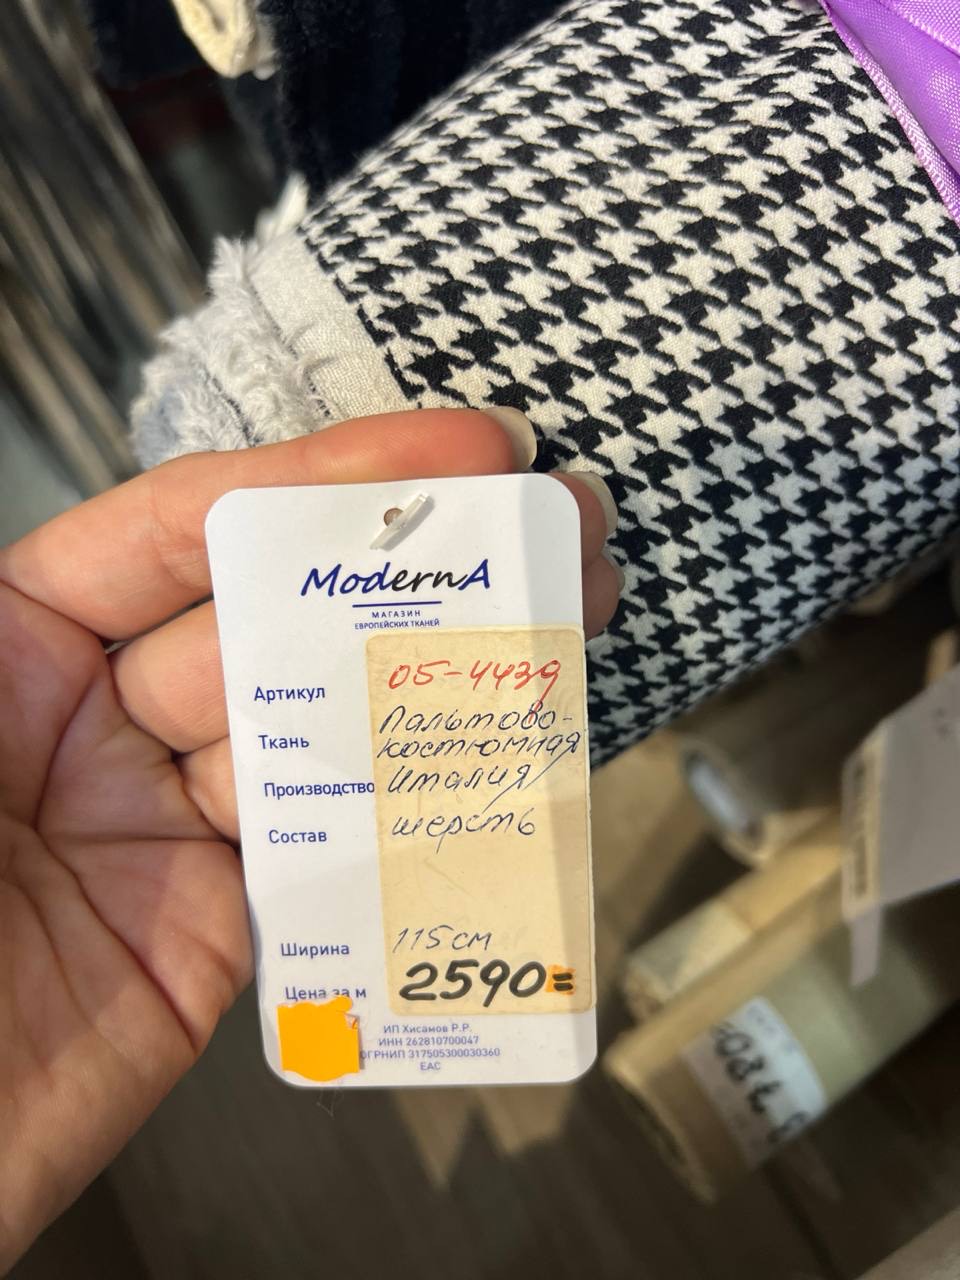 ModernA
МАГАЗИН
ЕВРОПЕЙСКИХ ТКАНЕЙ
Артикул 05-4439
Ткань Пальтово-
костюмная
Производство Италия
Состав шерсть
Ширина 115 см
Цена за м 2590=
ИП Хисамов Р.Р.
ИНН 262810700047
ОГРНИП 317505300030360
ЕАС